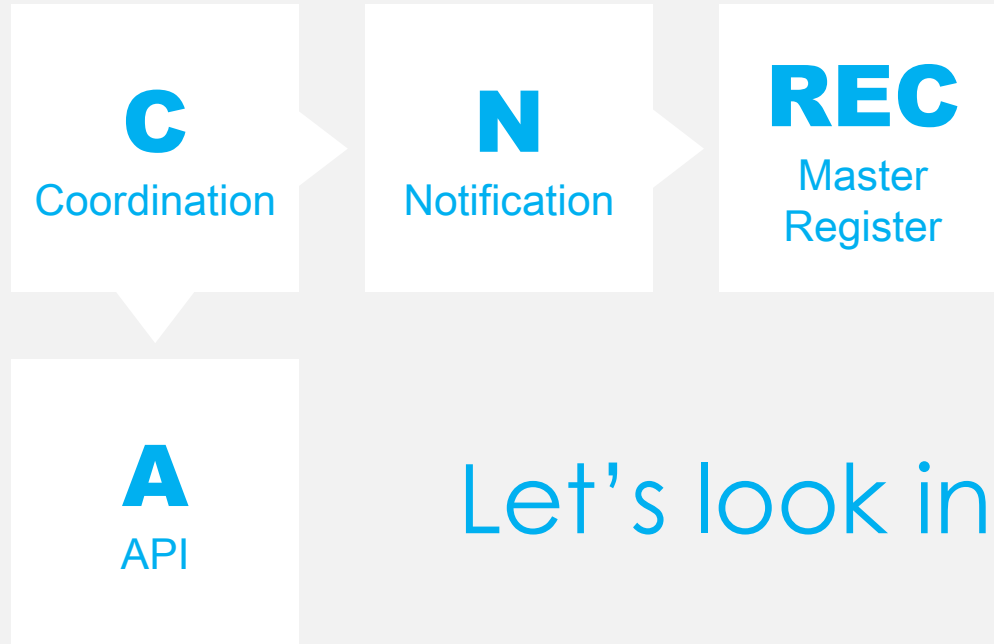 C
Coordination
N
Notification
REC
Master
Register
A
API
Let’s look in